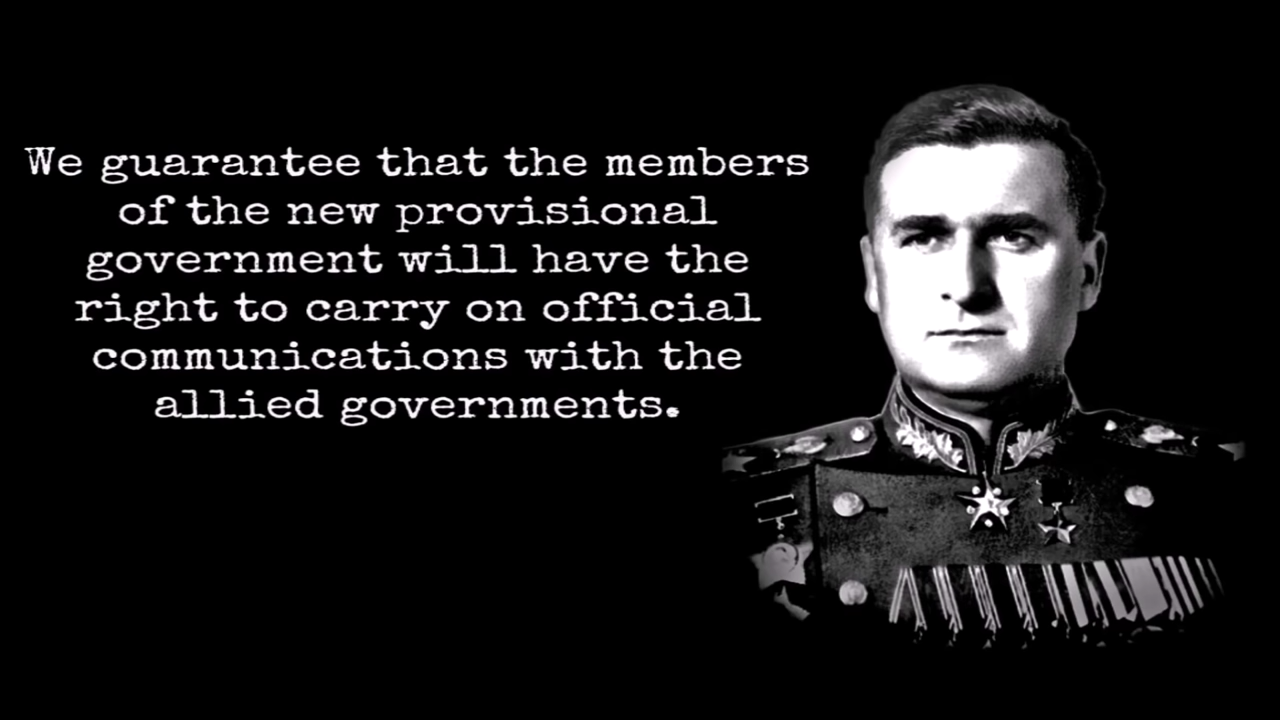 We guarantee that the members
of the new provisional
government will have the
right to carry on official
communications with the
allied governments.